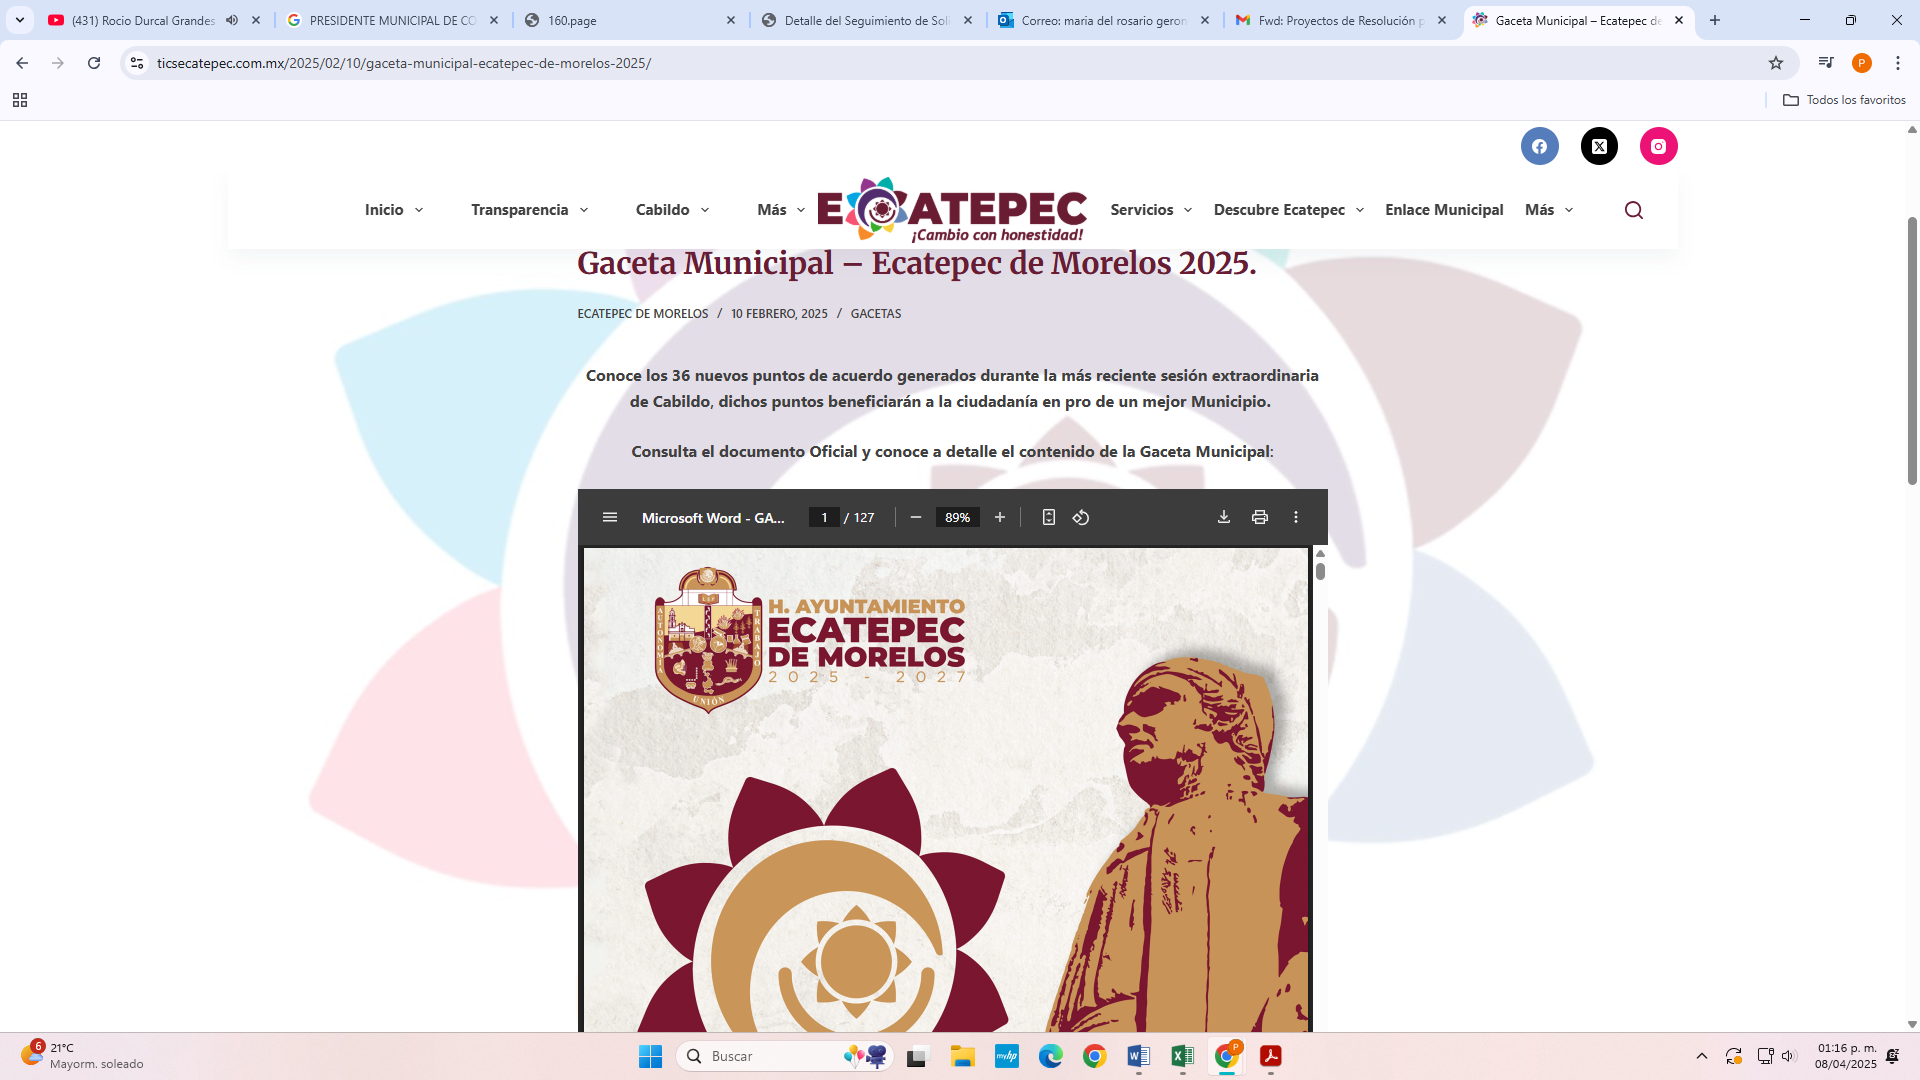 (431) Rocio Durcal Grandes
PRESIDENTE MUNICIPAL DE CO
160.page
Detalle del Seguimiento de Soli
Correo: maria del rosario geron
Fwd: Proyectos de Resolución p
Gaceta Municipal – Ecatepec de
ticsecatepec.com.mx/2025/02/10/gaceta-municipal-ecatepec-de-morelos-2025/
P
Todos los favoritos
Inicio
Transparencia
Cabildo
Más
ECATEPEC
¡Cambio con honestidad!
Servicios
Descubre Ecatepec
Enlace Municipal
Más
Gaceta Municipal – Ecatepec de Morelos 2025.
ECATEPEC DE MORELOS / 10 FEBRERO, 2025 / GACETAS
Conoce los 36 nuevos puntos de acuerdo generados durante la más reciente sesión extraordinaria
de Cabildo, dichos puntos beneficiarán a la ciudadanía en pro de un mejor Municipio.
Consulta el documento Oficial y conoce a detalle el contenido de la Gaceta Municipal:
Microsoft Word - GA...
1 / 127
89%
AUTONOMIA
TRABAJO
UNION
H. AYUNTAMIENTO
ECATEPEC
DE MORELOS
2025 - 2027
6
21°C
Mayorm. soleado
Buscar
myhp
P
01:16 p. m.
08/04/2025